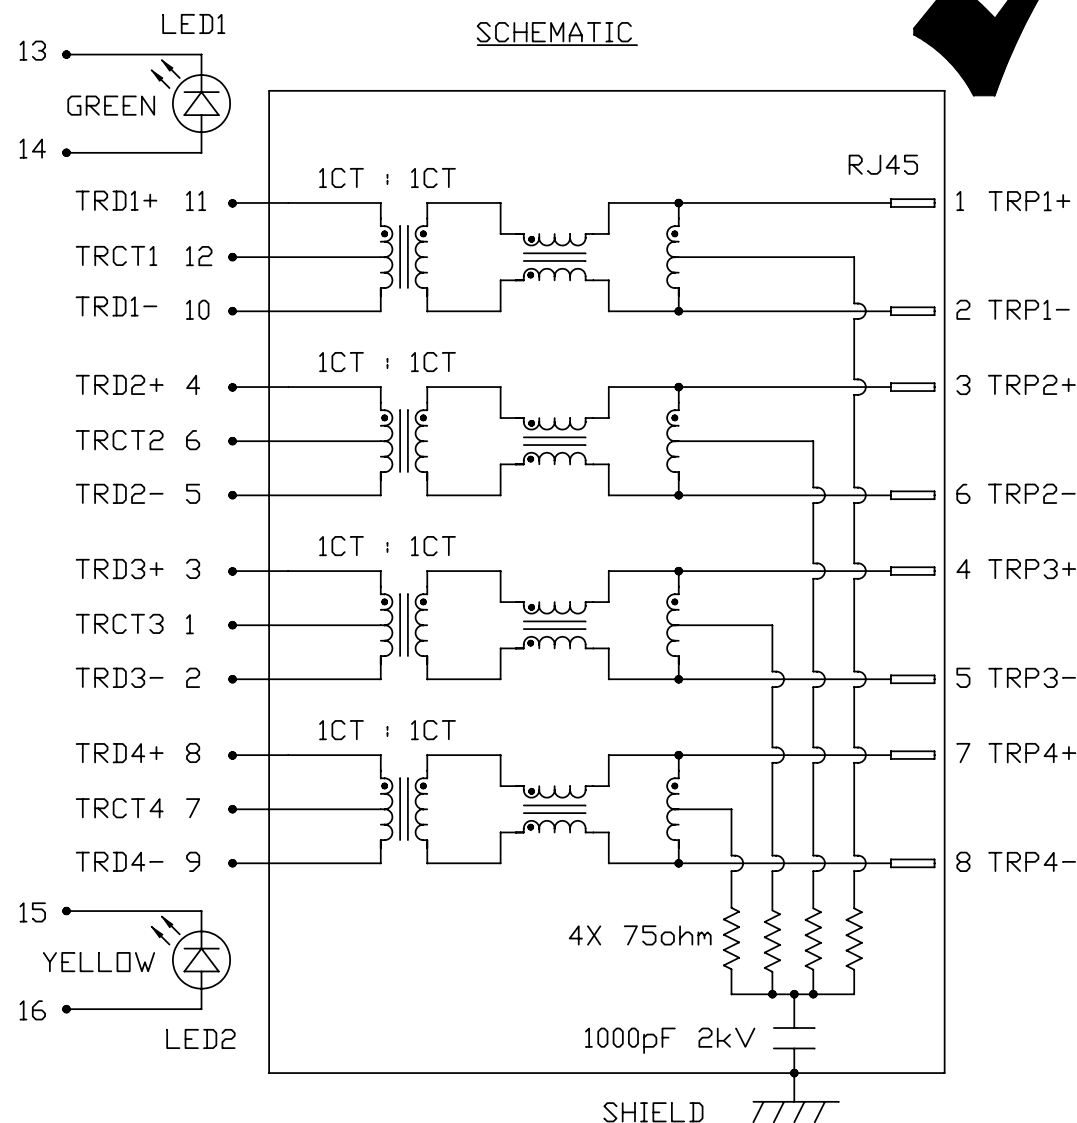 LED1
SCHEMATIC
13
GREEN
14
1CT : 1CT
RJ45
TRD1+ 11
1 TRP1+
TRCT1 12
TRD1- 10
2 TRP1-
1CT : 1CT
TRD2+ 4
3 TRP2+
TRCT2 6
TRD2- 5
6 TRP2-
1CT : 1CT
TRD3+ 3
4 TRP3+
TRCT3 1
TRD3- 2
5 TRP3-
1CT : 1CT
TRD4+ 8
7 TRP4+
TRCT4 7
TRD4- 9
8 TRP4-
15
YELLOW
16
LED2
4X 75ohm
1000pF 2kV
SHIELD